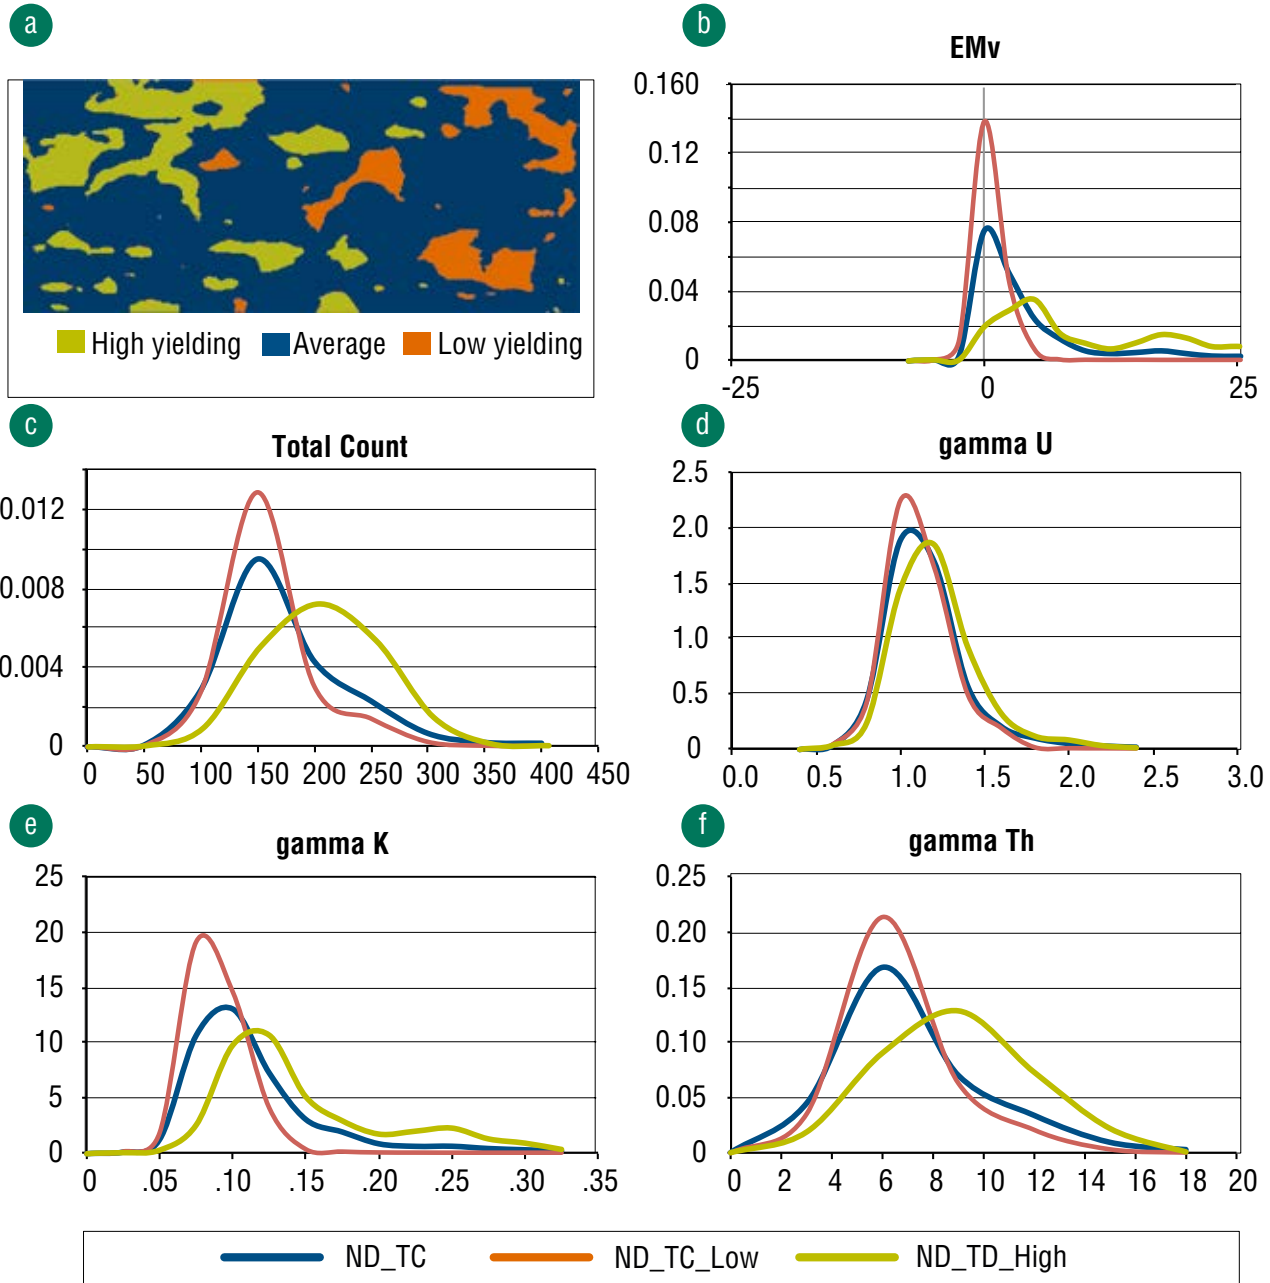 a
High yielding Average Low yielding
b
EMv
0.160
0.12
0.08
0.04
0
-25 0 25
c
Total Count
0.012
0.008
0.004
0
0 50 100 150 200 250 300 350 400 450
d
gamma U
2.5
2.0
1.5
1.0
0.5
0
0.0 0.5 1.0 1.5 2.0 2.5 3.0
e
gamma K
25
20
15
10
5
0
0 .05 .10 .15 .20 .25 .30 .35
f
gamma Th
0.25
0.20
0.15
0.10
0.05
0
0 2 4 6 8 10 12 14 16 18 20
ND_TC ND_TC_Low ND_TD_High